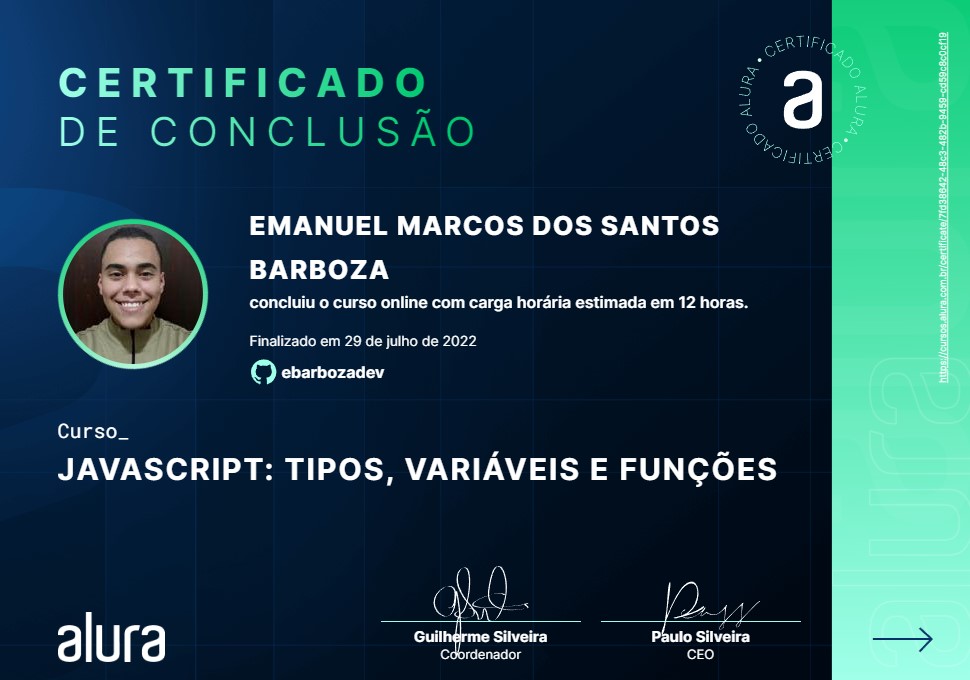 CERTIFICADO
DE CONCLUSÃO
CERTIFICADO ALURA • CERTIFICADO ALURA •
a
EMANUEL MARCOS DOS SANTOS
BARBOZA
concluiu o curso online com carga horária estimada em 12 horas.
Finalizado em 29 de julho de 2022
ebarbozadev
Curso_
JAVASCRIPT: TIPOS, VARIÁVEIS E FUNÇÕES
alura
Guilherme Silveira
Coordenador
Paulo Silveira
CEO
https://cursos.alura.com.br/certificate/7fd38642-48c3-482b-9459-cd59c8c0cf19
alura